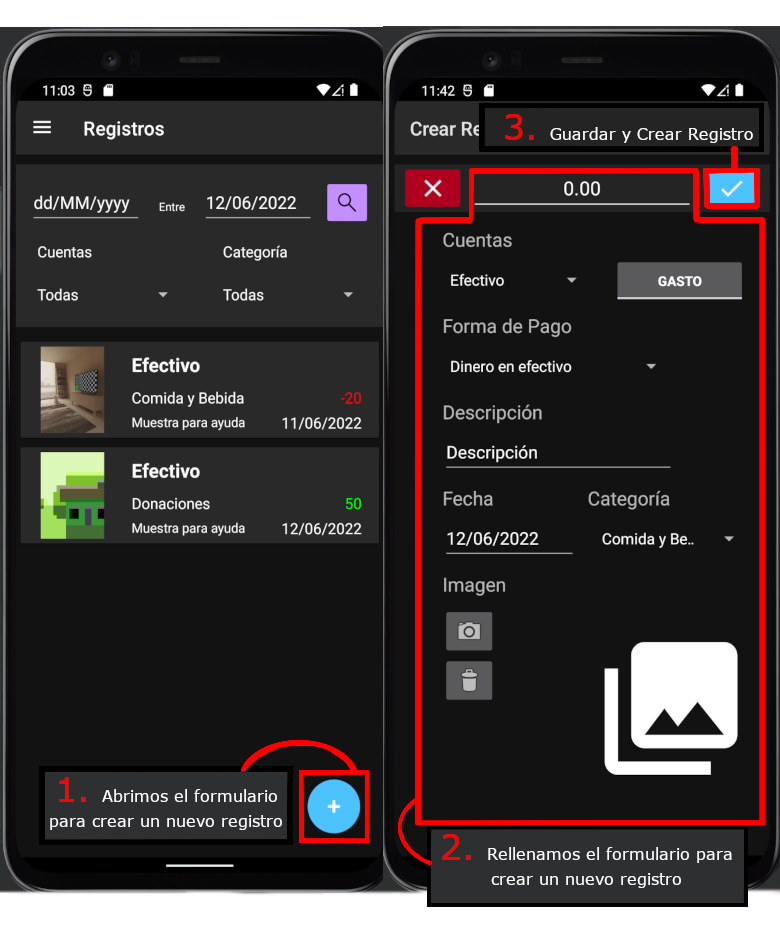 11:03
Registros
dd/MM/yyyy Entre 12/06/2022
Cuentas Categoría
Todas Todas
Efectivo
Comida y Bebida -20
Muestra para ayuda 11/06/2022
Efectivo
Donaciones 50
Muestra para ayuda 12/06/2022
1. Abrimos el formulario
para crear un nuevo registro
+
11:42
Crear Re
3. Guardar y Crear Registro
0.00
Cuentas
Efectivo GASTO
Forma de Pago
Dinero en efectivo
Descripción
Descripción
Fecha Categoría
12/06/2022 Comida y Be..
Imagen
2. Rellenamos el formulario para
crear un nuevo registro